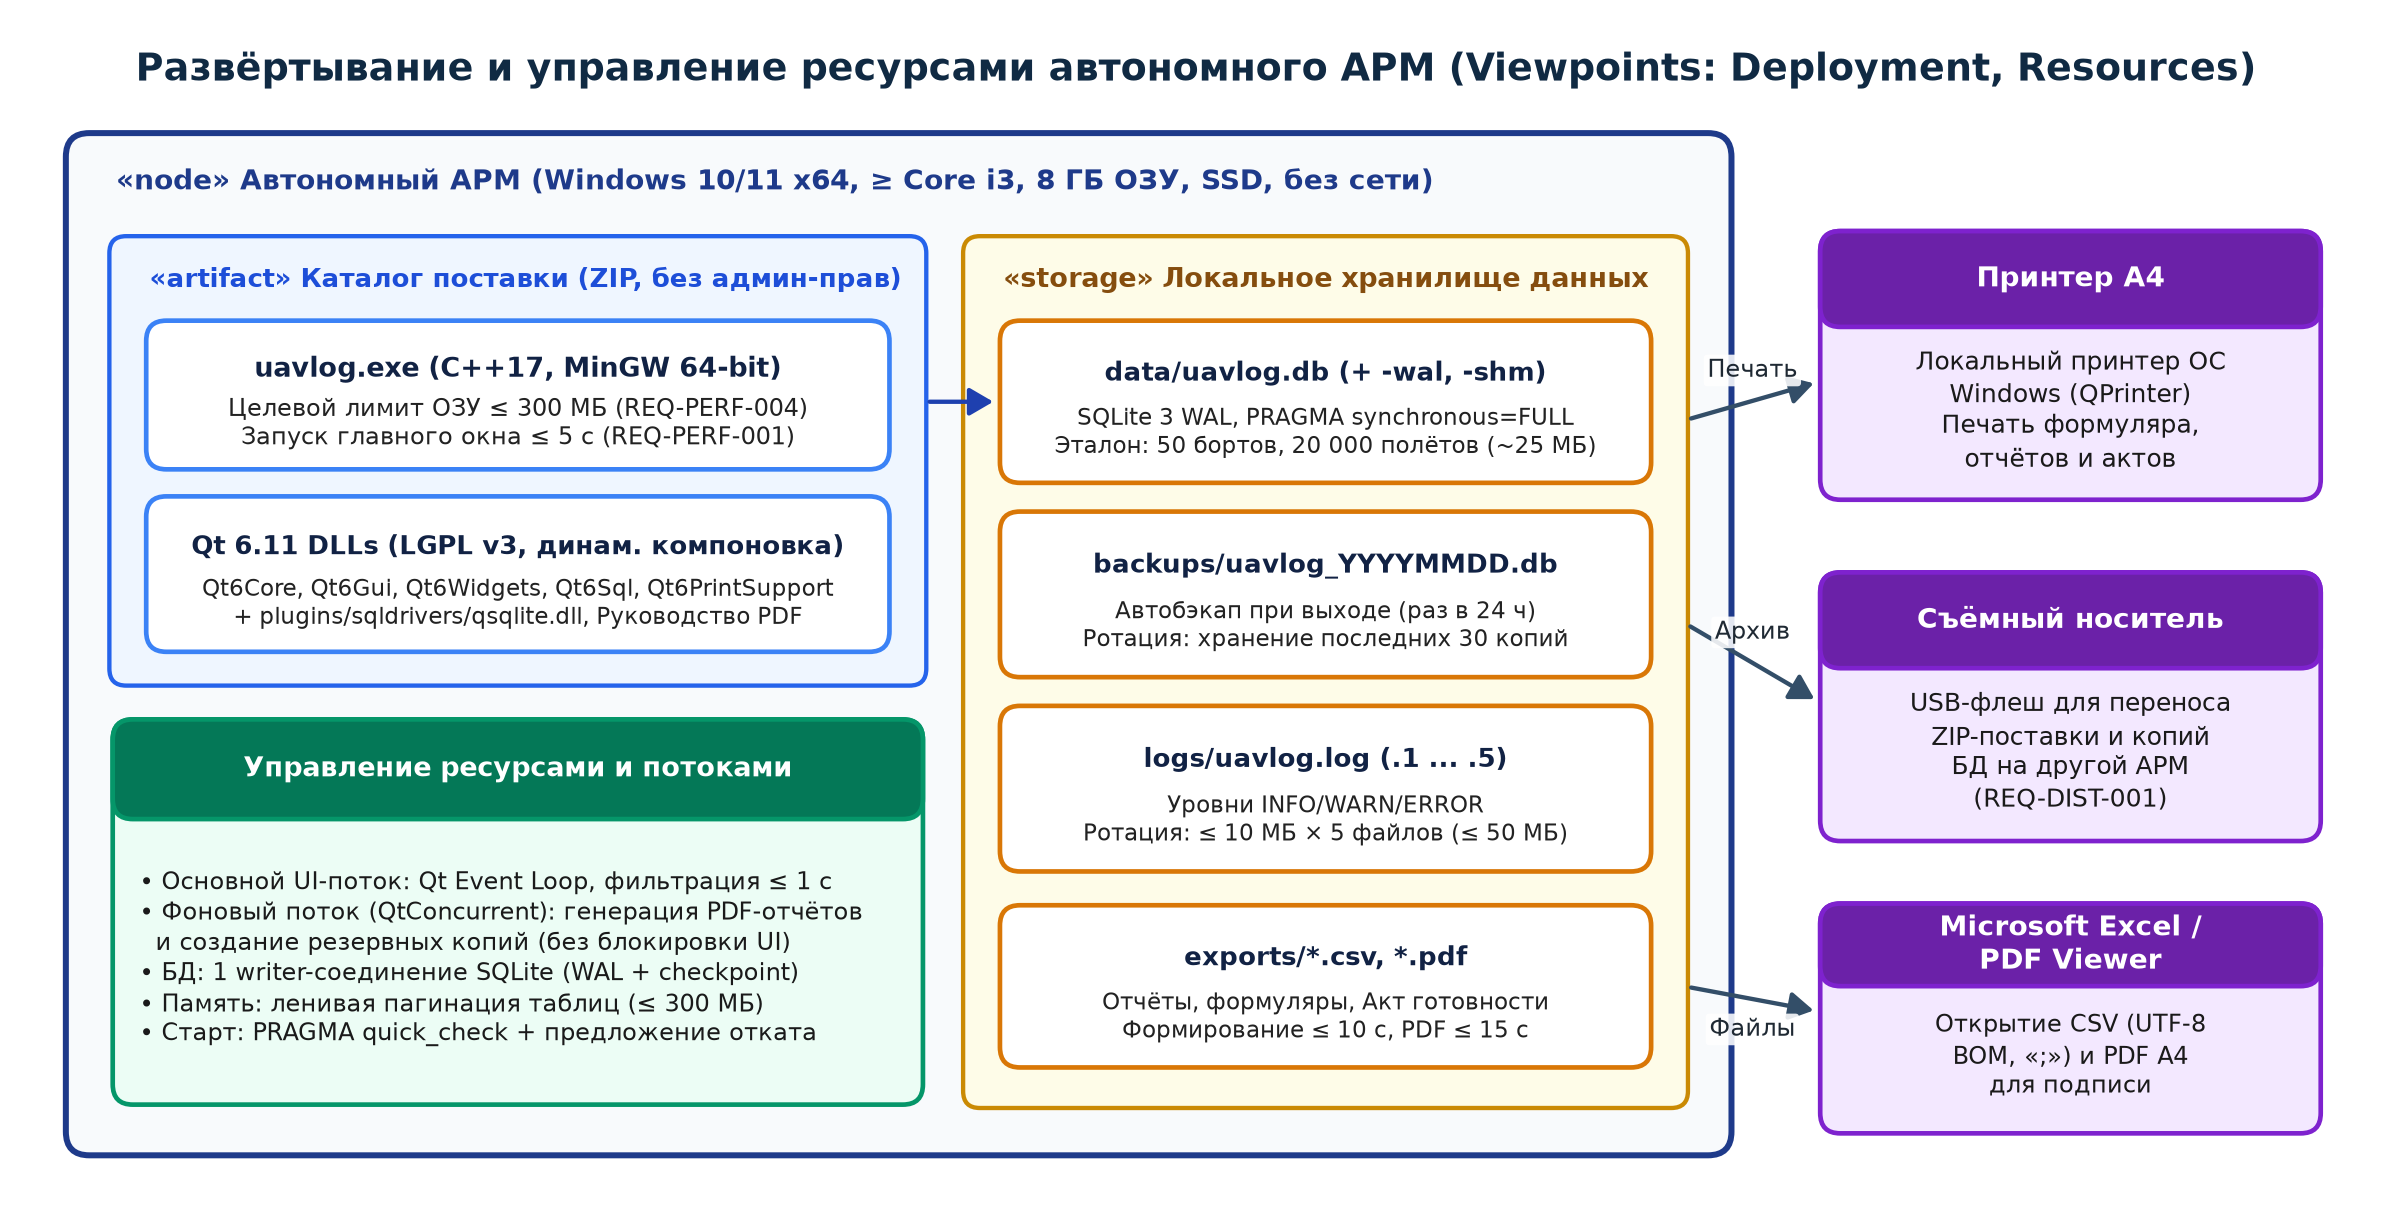 Развёртывание и управление ресурсами автономного АРМ (Viewpoints: Deployment, Resources)
«node» Автономный АРМ (Windows 10/11 x64, ≥ Core i3, 8 ГБ ОЗУ, SSD, без сети)
«artifact» Каталог поставки (ZIP, без админ-прав)
uavlog.exe (C++17, MinGW 64-bit)
Целевой лимит ОЗУ ≤ 300 МБ (REQ-PERF-004)
Запуск главного окна ≤ 5 с (REQ-PERF-001)
Qt 6.11 DLLs (LGPL v3, динам. компоновка)
Qt6Core, Qt6Gui, Qt6Widgets, Qt6Sql, Qt6PrintSupport
+ plugins/sqldrivers/qsqlite.dll, Руководство PDF
Управление ресурсами и потоками
• Основной UI-поток: Qt Event Loop, фильтрация ≤ 1 с
• Фоновый поток (QtConcurrent): генерация PDF-отчётов
и создание резервных копий (без блокировки UI)
• БД: 1 writer-соединение SQLite (WAL + checkpoint)
• Память: ленивая пагинация таблиц (≤ 300 МБ)
• Старт: PRAGMA quick_check + предложение отката
«storage» Локальное хранилище данных
data/uavlog.db (+ -wal, -shm)
SQLite 3 WAL, PRAGMA synchronous=FULL
Эталон: 50 бортов, 20 000 полётов (~25 МБ)
backups/uavlog_YYYYMMDD.db
Автобэкап при выходе (раз в 24 ч)
Ротация: хранение последних 30 копий
logs/uavlog.log (.1 ... .5)
Уровни INFO/WARN/ERROR
Ротация: ≤ 10 МБ × 5 файлов (≤ 50 МБ)
exports/*.csv, *.pdf
Отчёты, формуляры, Акт готовности
Формирование ≤ 10 с, PDF ≤ 15 с
Печать
Архив
Файлы
Принтер A4
Локальный принтер ОС
Windows (QPrinter)
Печать формуляра,
отчётов и актов
Съёмный носитель
USB-флеш для переноса
ZIP-поставки и копий
БД на другой АРМ
(REQ-DIST-001)
Microsoft Excel /
PDF Viewer
Открытие CSV (UTF-8
BOM, «;») и PDF A4
для подписи